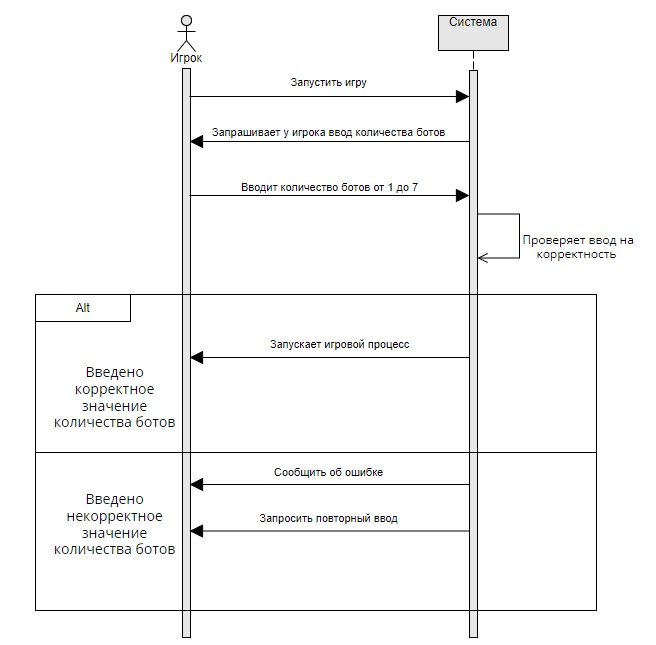 Система
Игрок
Запустить игру
Запрашивает у игрока ввод количества ботов
Вводит количество ботов от 1 до 7
Проверяет ввод на
корректность
Alt
Запускает игровой процесс
Введено
корректное
значение
количества ботов
Сообщить об ошибке
Введено
некорректное
значение
количества ботов
Запросить повторный ввод